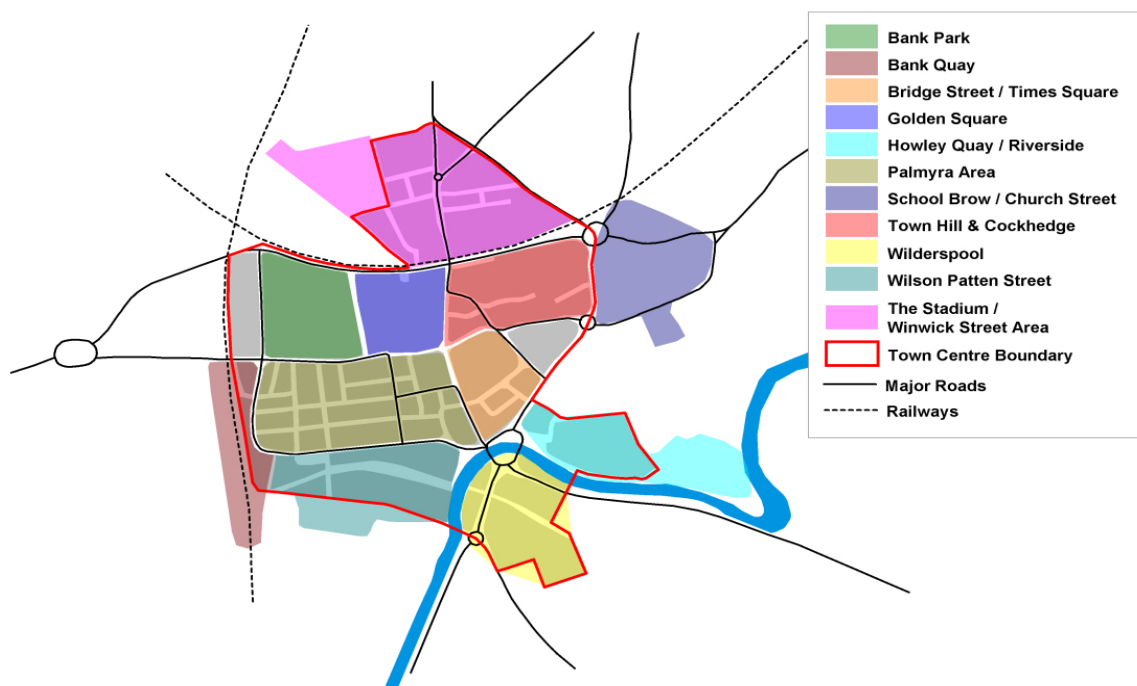 Bank Park
Bank Quay
Bridge Street / Times Square
Golden Square
Howley Quay / Riverside
Palmyra Area
School Brow / Church Street
Town Hill & Cockhedge
Wilderspool
Wilson Patten Street
The Stadium /
Winwick Street Area
Town Centre Boundary
Major Roads
Railways